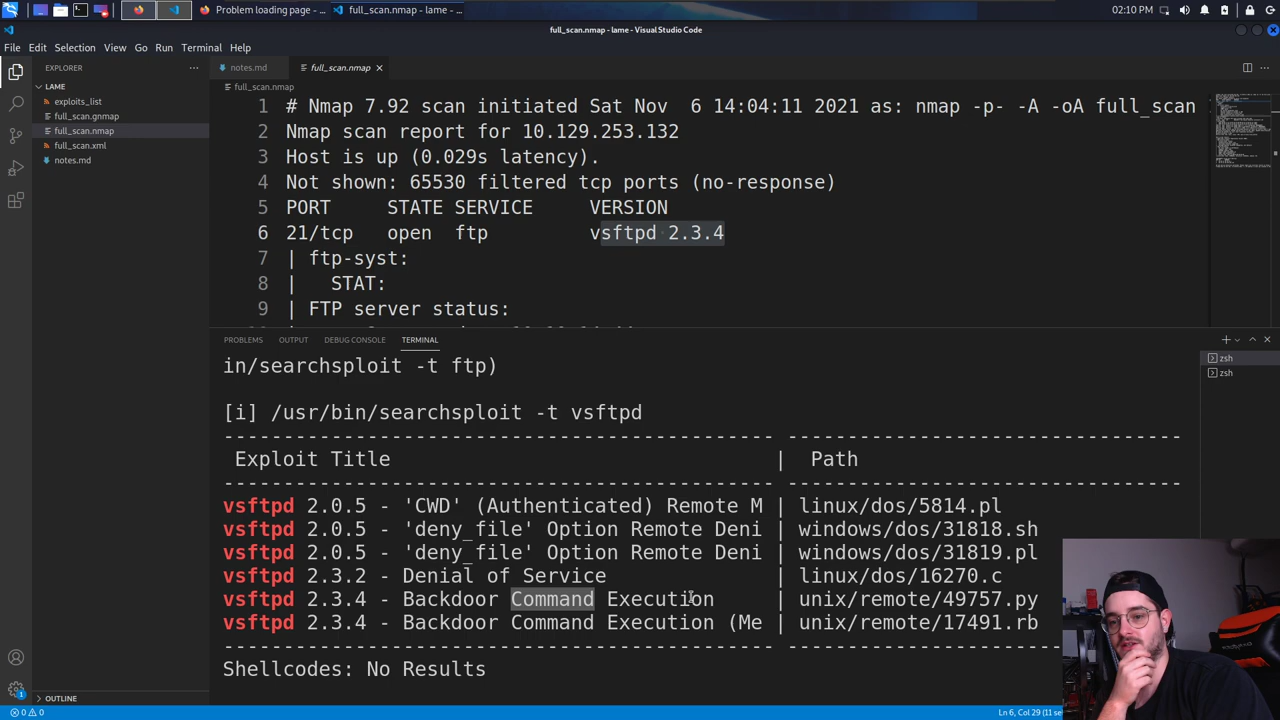 Problem loading page - ...
full_scan.nmap - lame - ...
02:10 PM
full_scan.nmap - lame - Visual Studio Code
File Edit Selection View Go Run Terminal Help
EXPLORER
notes.md
full_scan.nmap
LAME
full_scan.nmap
exploits_list
full_scan.gnmap
full_scan.nmap
full_scan.xml
notes.md
1 # Nmap 7.92 scan initiated Sat Nov  6 14:04:11 2021 as: nmap -p- -A -oA full_scan
2 Nmap scan report for 10.129.253.132
3 Host is up (0.029s latency).
4 Not shown: 65530 filtered tcp ports (no-response)
5 PORT     STATE SERVICE     VERSION
6 21/tcp   open  ftp         vsftpd 2.3.4
7 | ftp-syst:
8 |   STAT:
9 | FTP server status:
PROBLEMS OUTPUT DEBUG CONSOLE TERMINAL
zsh
zsh
in/searchsploit -t ftp)
[i] /usr/bin/searchsploit -t vsftpd
---------------------------------------------- ---------------------------------
Exploit Title | Path
---------------------------------------------- ---------------------------------
vsftpd 2.0.5 - 'CWD' (Authenticated) Remote M | linux/dos/5814.pl
vsftpd 2.0.5 - 'deny_file' Option Remote Deni | windows/dos/31818.sh
vsftpd 2.0.5 - 'deny_file' Option Remote Deni | windows/dos/31819.pl
vsftpd 2.3.2 - Denial of Service | linux/dos/16270.c
vsftpd 2.3.4 - Backdoor Command Execution | unix/remote/49757.py
vsftpd 2.3.4 - Backdoor Command Execution (Me | unix/remote/17491.rb
---------------------------------------------- -----------------------
Shellcodes: No Results
OUTLINE
0 0
Ln 6, Col 29 (11 se